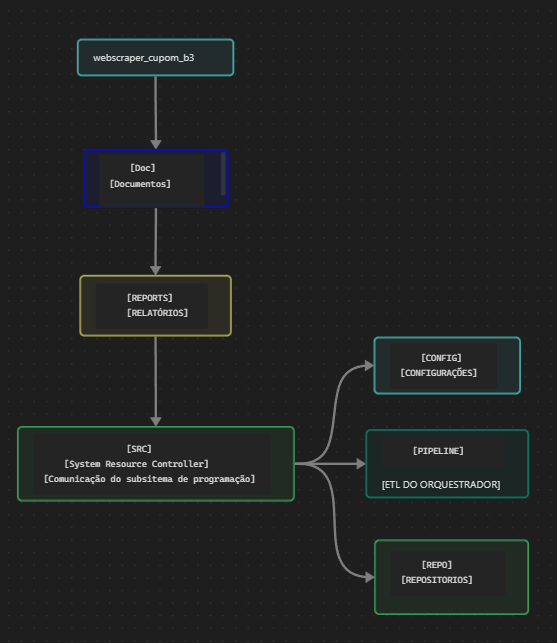 webscraper_cupom_b3
[Doc]
[Documentos]
[REPORTS]
[RELATÓRIOS]
[SRC]
[System Resource Controller]
[Comunicação do subsitema de programação]
[CONFIG]
[CONFIGURAÇÕES]
[PIPELINE]
[ETL DO ORQUESTRADOR]
[REPO]
[REPOSITORIOS]